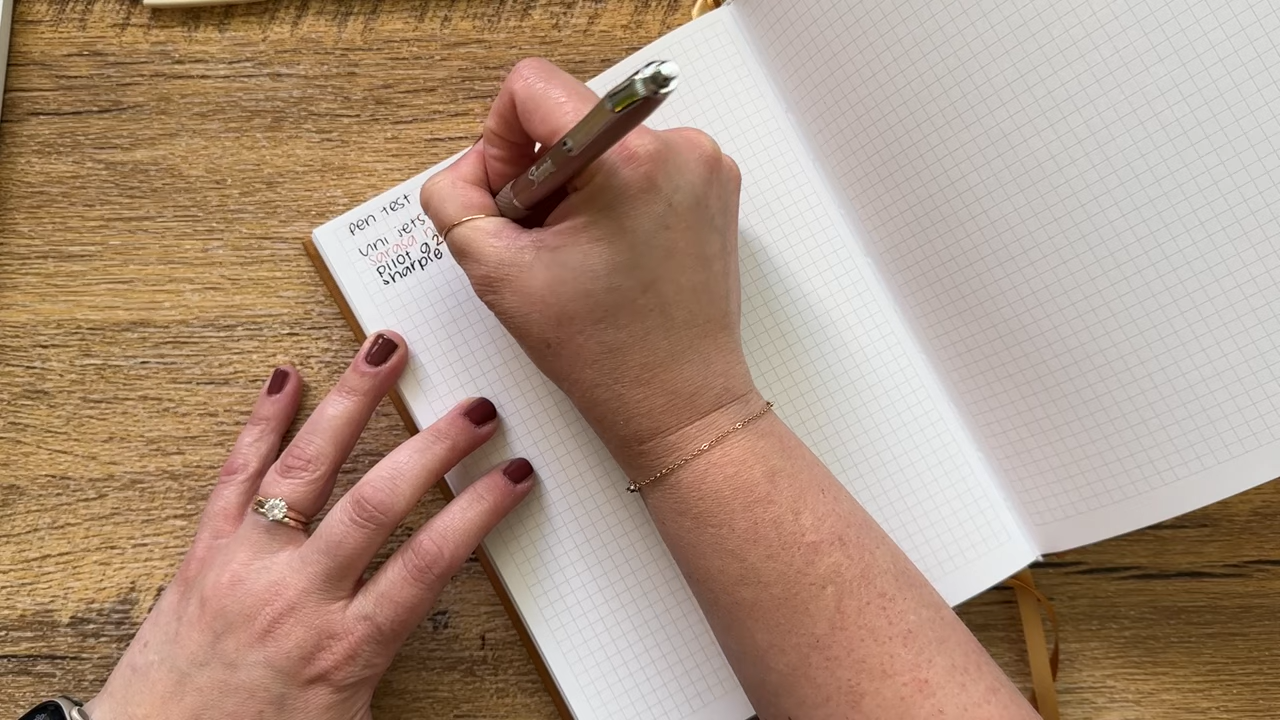 pen test
uni jets
sarasa
pilot g2
sharpie